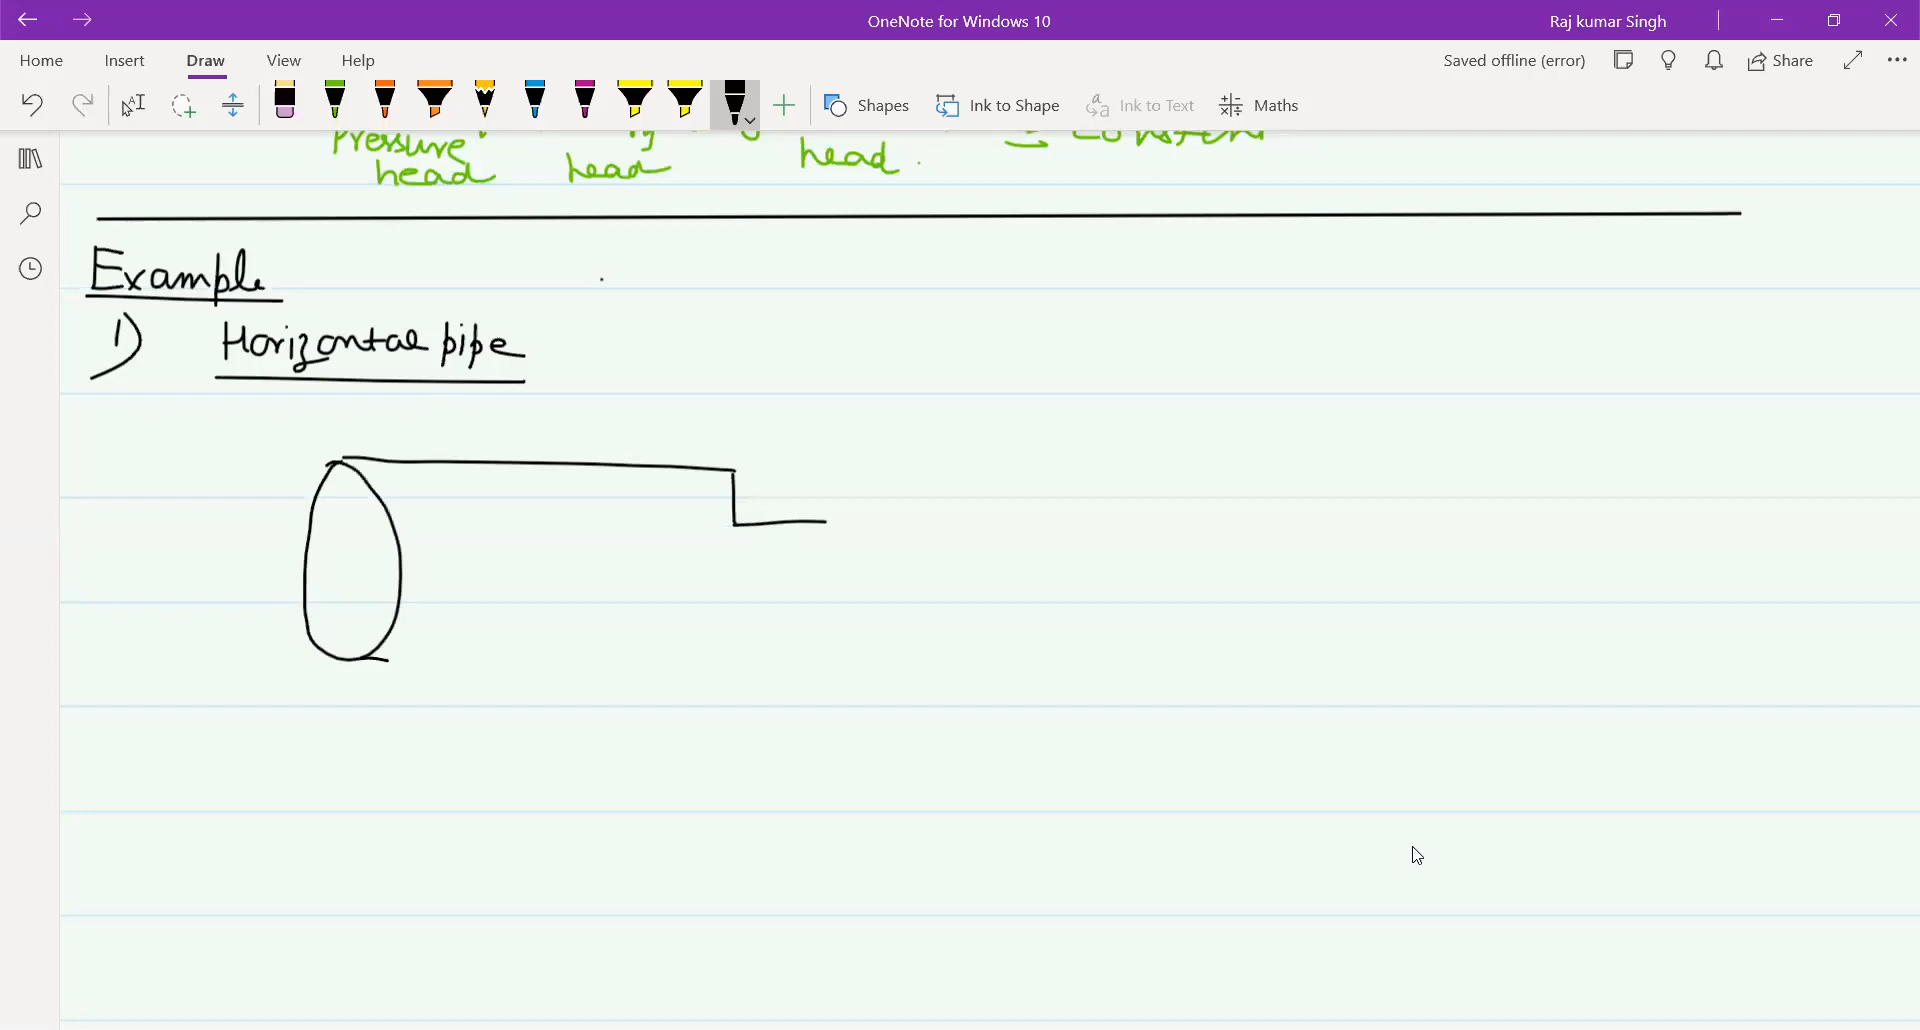 OneNote for Windows 10
Raj kumar Singh
Home Insert Draw View Help
Saved offline (error) Share
Shapes Ink to Shape Ink to Text Maths
Pressure
head head head .
Example
1) Horizontal pipe